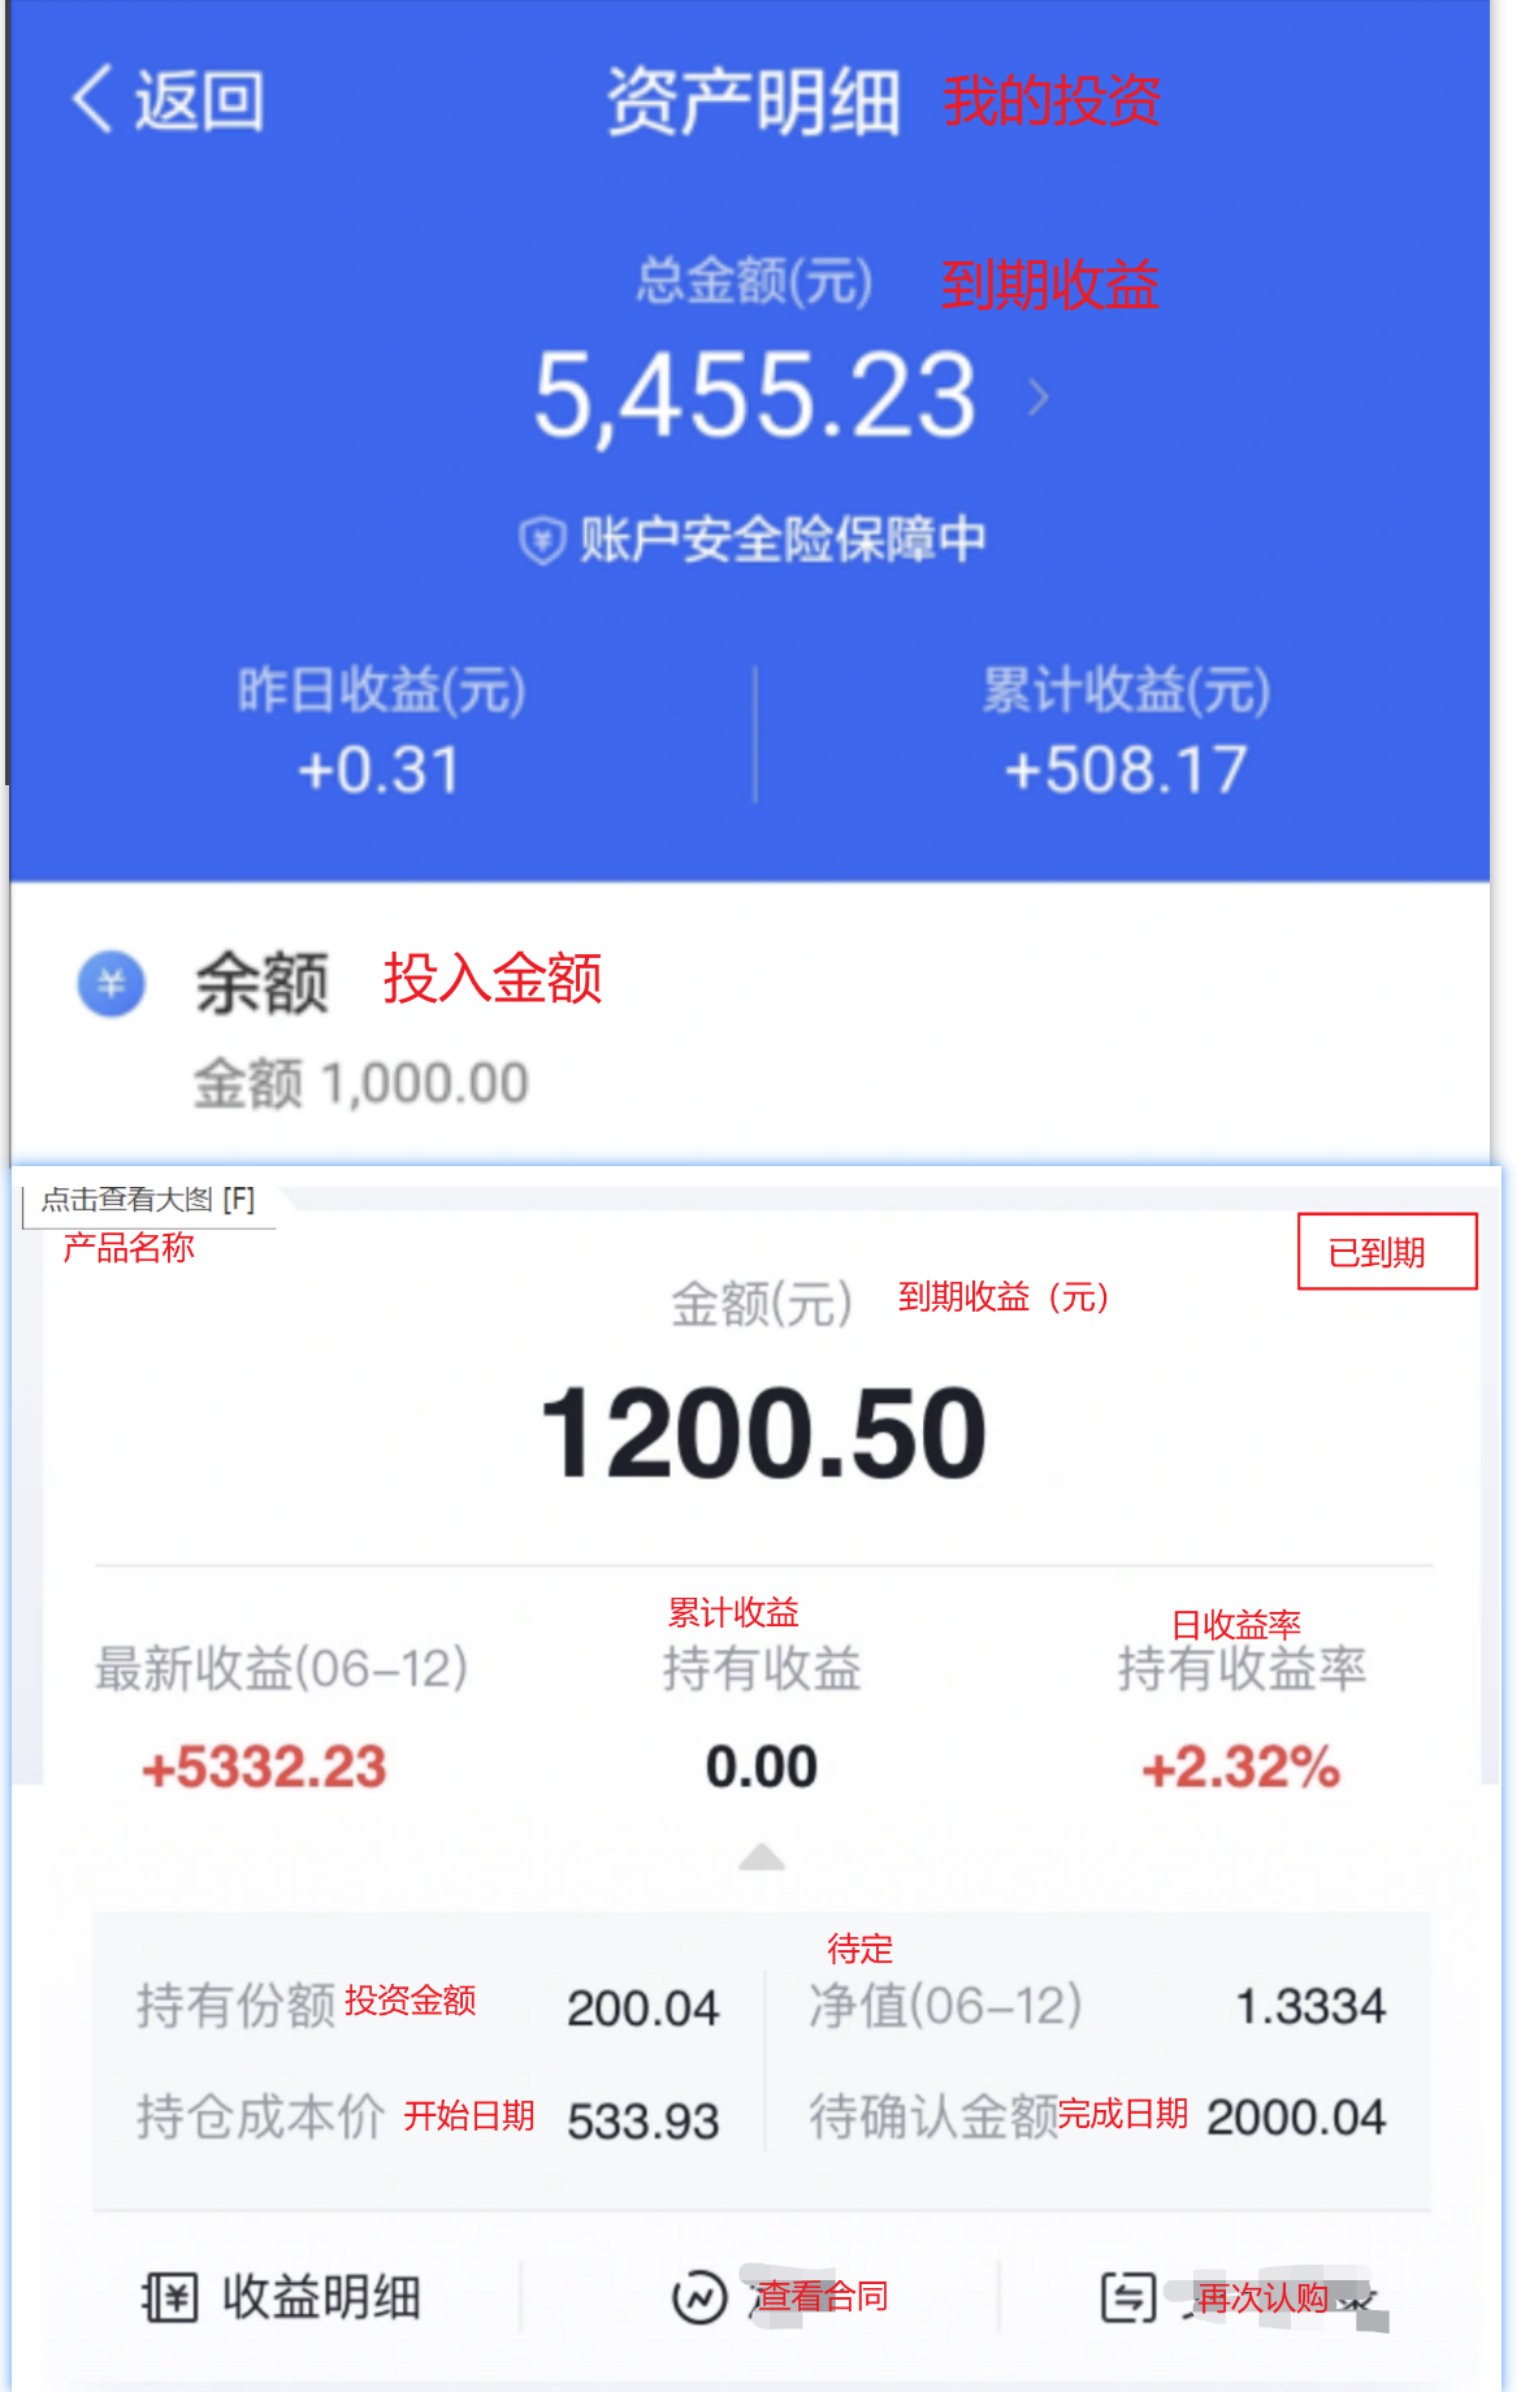 返回 资产明细 我的投资
总金额(元) 到期收益
5,455.23
账户安全险保障中
昨日收益(元) 累计收益(元)
+0.31 +508.17
余额 投入金额
金额 1,000.00
点击查看大图 [F]
产品名称
已到期
金额(元) 到期收益（元）
1200.50
累计收益 日收益率
最新收益(06-12) 持有收益 持有收益率
+5332.23 0.00 +2.32%
待定
持有份额 投资金额 200.04 净值(06-12) 1.3334
持仓成本价 开始日期 533.93 待确认金额 完成日期 2000.04
收益明细 查看合同 再次认购